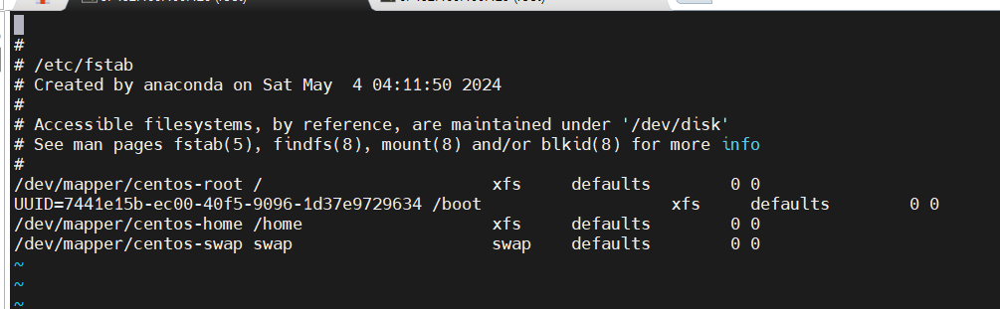 #
# /etc/fstab
# Created by anaconda on Sat May  4 04:11:50 2024
#
# Accessible filesystems, by reference, are maintained under '/dev/disk'
# See man pages fstab(5), findfs(8), mount(8) and/or blkid(8) for more info
#
/dev/mapper/centos-root /                       xfs     defaults        0 0
UUID=7441e15b-ec00-40f5-9096-1d37e9729634 /boot                   xfs     defaults        0 0
/dev/mapper/centos-home /home                   xfs     defaults        0 0
/dev/mapper/centos-swap swap                    swap    defaults        0 0
~
~
~